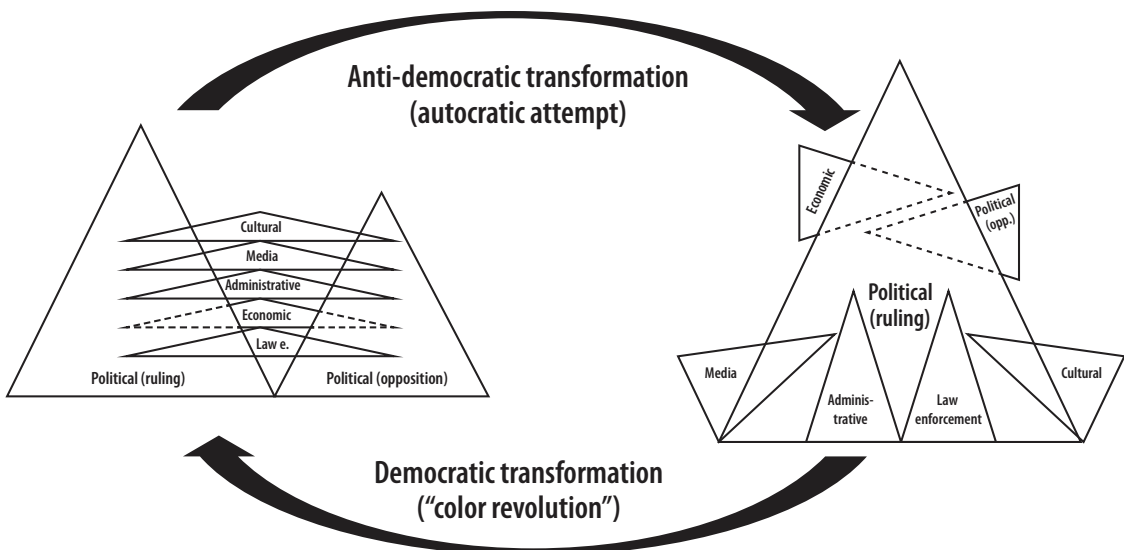 Anti-democratic transformation
(autocratic attempt)
Cultural
Media
Administrative
Economic
Law e.
Political (ruling)
Political (opposition)
Economic
Political
(opp.)
Political
(ruling)
Media
Adminis-
trative
Law
enforcement
Cultural
Democratic transformation
(“color revolution”)